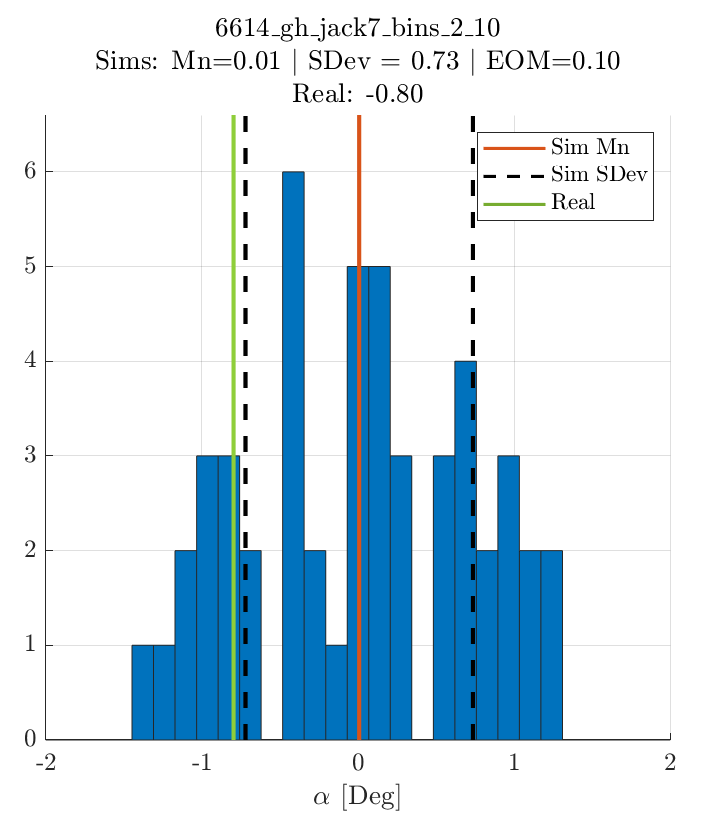 6614_gh_jack7_bins_2_10
Sims: Mn=0.01 | SDev = 0.73 | EOM=0.10
Real: -0.80
Sim Mn
Sim SDev
Real
6
5
4
3
2
1
0
-2 -1 0 1 2
α [Deg]